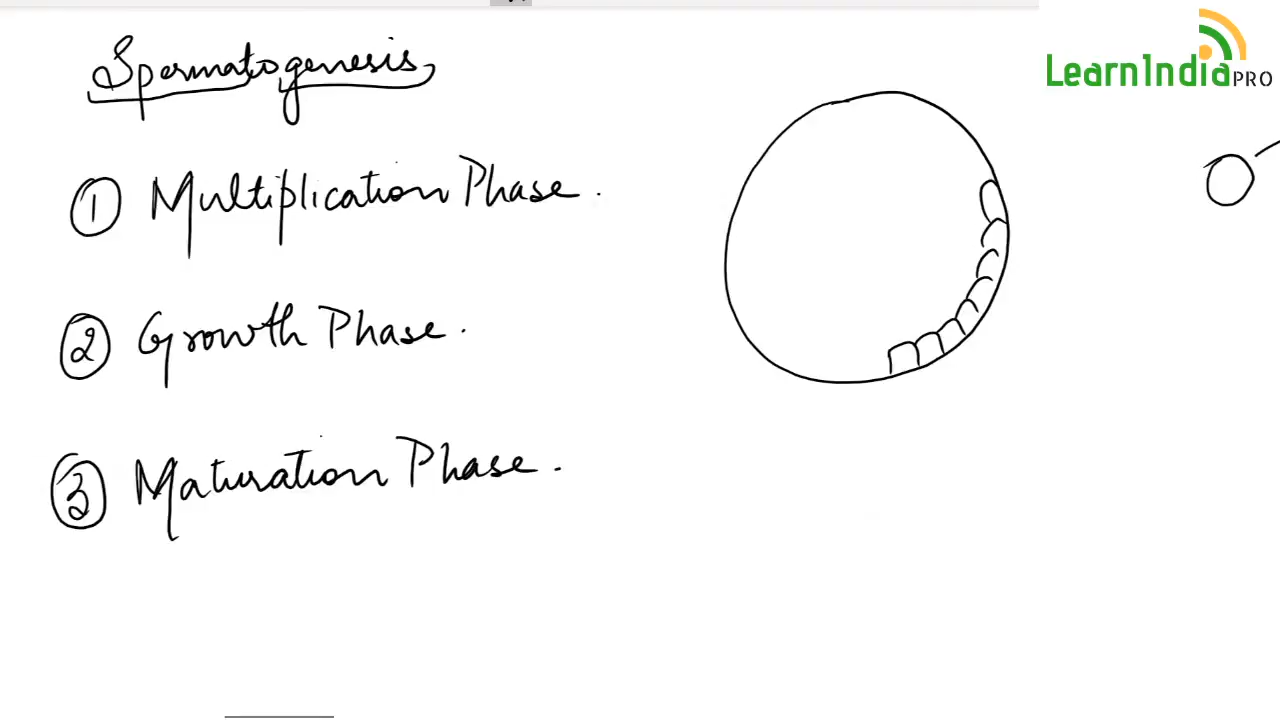 Spermatogenesis
LearnIndia PRO
① Multiplication Phase.
② Growth Phase.
③ Maturation Phase.